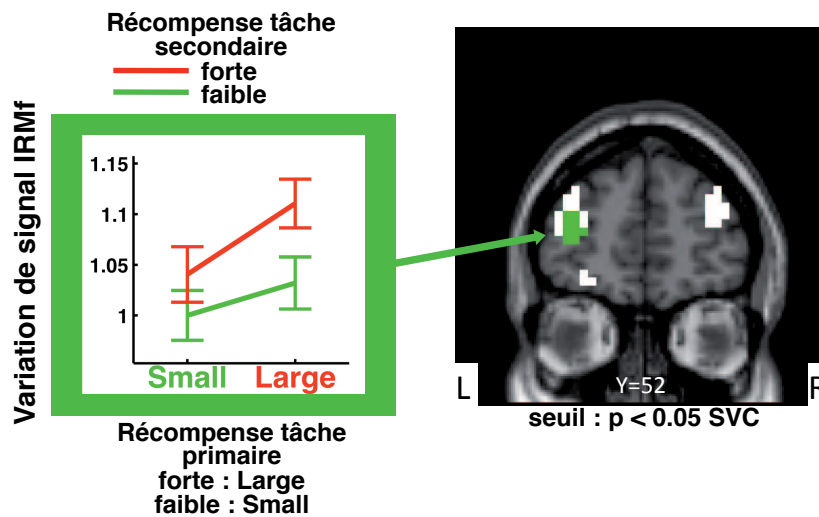 Récompense tâche
secondaire
forte
faible
Variation de signal IRMf
1.15
1.1
1.05
1
Small Large
Récompense tâche
primaire
forte : Large
faible : Small
L
Y=52
R
seuil : p < 0.05 SVC